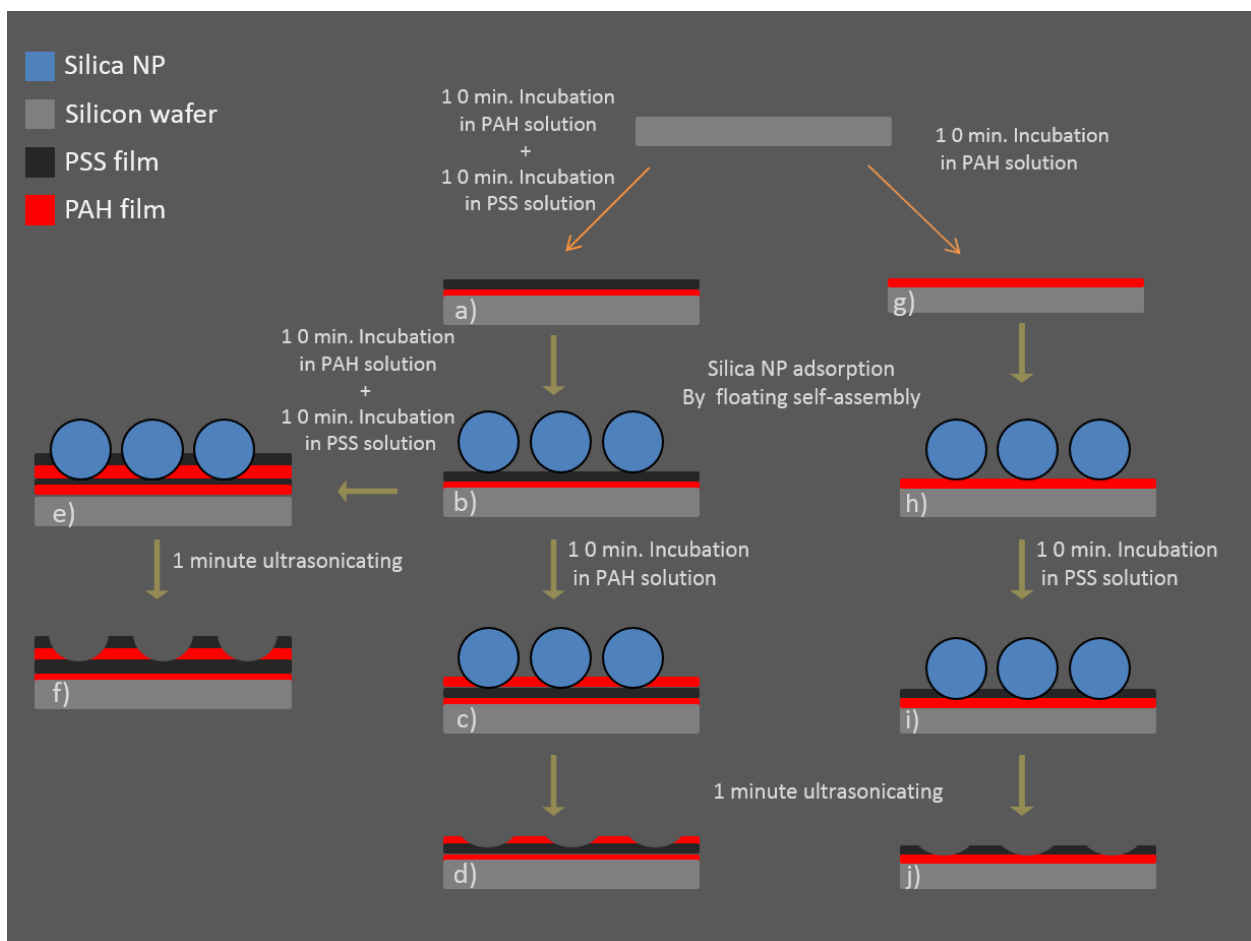 Silica NP
Silicon wafer
PSS film
PAH film
1 0 min. Incubation
in PAH solution
+
1 0 min. Incubation
in PSS solution
1 0 min. Incubation
in PAH solution
a)
g)
1 0 min. Incubation
in PAH solution
+
1 0 min. Incubation
in PSS solution
Silica NP adsorption
By floating self-assembly
e)
b)
h)
1 minute ultrasonicating
1 0 min. Incubation
in PAH solution
1 0 min. Incubation
in PSS solution
f)
c)
i)
1 minute ultrasonicating
d)
j)